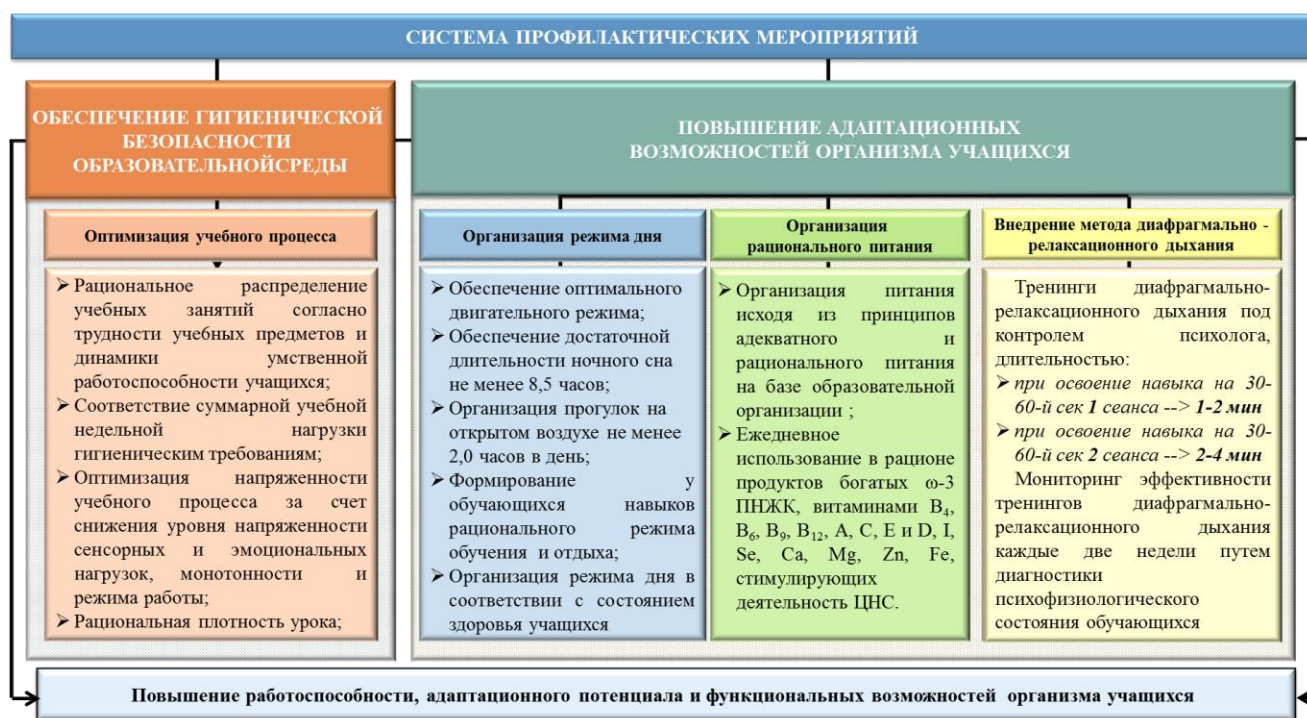 СИСТЕМА ПРОФИЛАКТИЧЕСКИХ МЕРОПРИЯТИЙ
ОБЕСПЕЧЕНИЕ ГИГИЕНИЧЕСКОЙ
БЕЗОПАСНОСТИ
ОБРАЗОВАТЕЛЬНОЙСРЕДЫ
ПОВЫШЕНИЕ АДАПТАЦИОННЫХ
ВОЗМОЖНОСТЕЙ ОРГАНИЗМА УЧАЩИХСЯ
Оптимизация учебного процесса
➢ Рациональное распределение
учебных занятий согласно
трудности учебных предметов и
динамики умственной
работоспособности учащихся;
➢ Соответствие суммарной учебной
недельной нагрузки
гигиеническим требованиям;
➢ Оптимизация напряженности
учебного процесса за счет
снижения уровня напряженности
сенсорных и эмоциональных
нагрузок, монотонности и
режима работы;
➢ Рациональная плотность урока;
Организация режима дня
➢ Обеспечение оптимального
двигательного режима;
➢ Обеспечение достаточной
длительности ночного сна
не менее 8,5 часов;
➢ Организация прогулок на
открытом воздухе не менее
2,0 часов в день;
➢ Формирование у
обучающихся навыков
рационального режима
обучения и отдыха;
➢ Организация режима дня в
соответствии с состоянием
здоровья учащихся
Организация
рационального питания
➢ Организация питания
исходя из принципов
адекватного и
рационального питания
на базе образовательной
организации ;
➢ Ежедневное
использование в рационе
продуктов богатых ω-3
ПНЖК, витаминами В₄,
В₆, В₉, В₁₂, А, С, Е и D, I,
Se, Ca, Mg, Zn, Fe,
стимулирующих
деятельность ЦНС.
Внедрение метода диафрагмально -
релаксационного дыхания
Тренинги диафрагмально-
релаксационного дыхания под
контролем психолога,
длительностью:
➢ при освоение навыка на 30-
60-й сек 1 сеанса --> 1-2 мин
➢ при освоение навыка на 30-
60-й сек 2 сеанса --> 2-4 мин
Мониторинг эффективности
тренингов диафрагмально-
релаксационного дыхания
каждые две недели путем
диагностики
психофизиологического
состояния обучающихся
Повышение работоспособности, адаптационного потенциала и функциональных возможностей организма учащихся